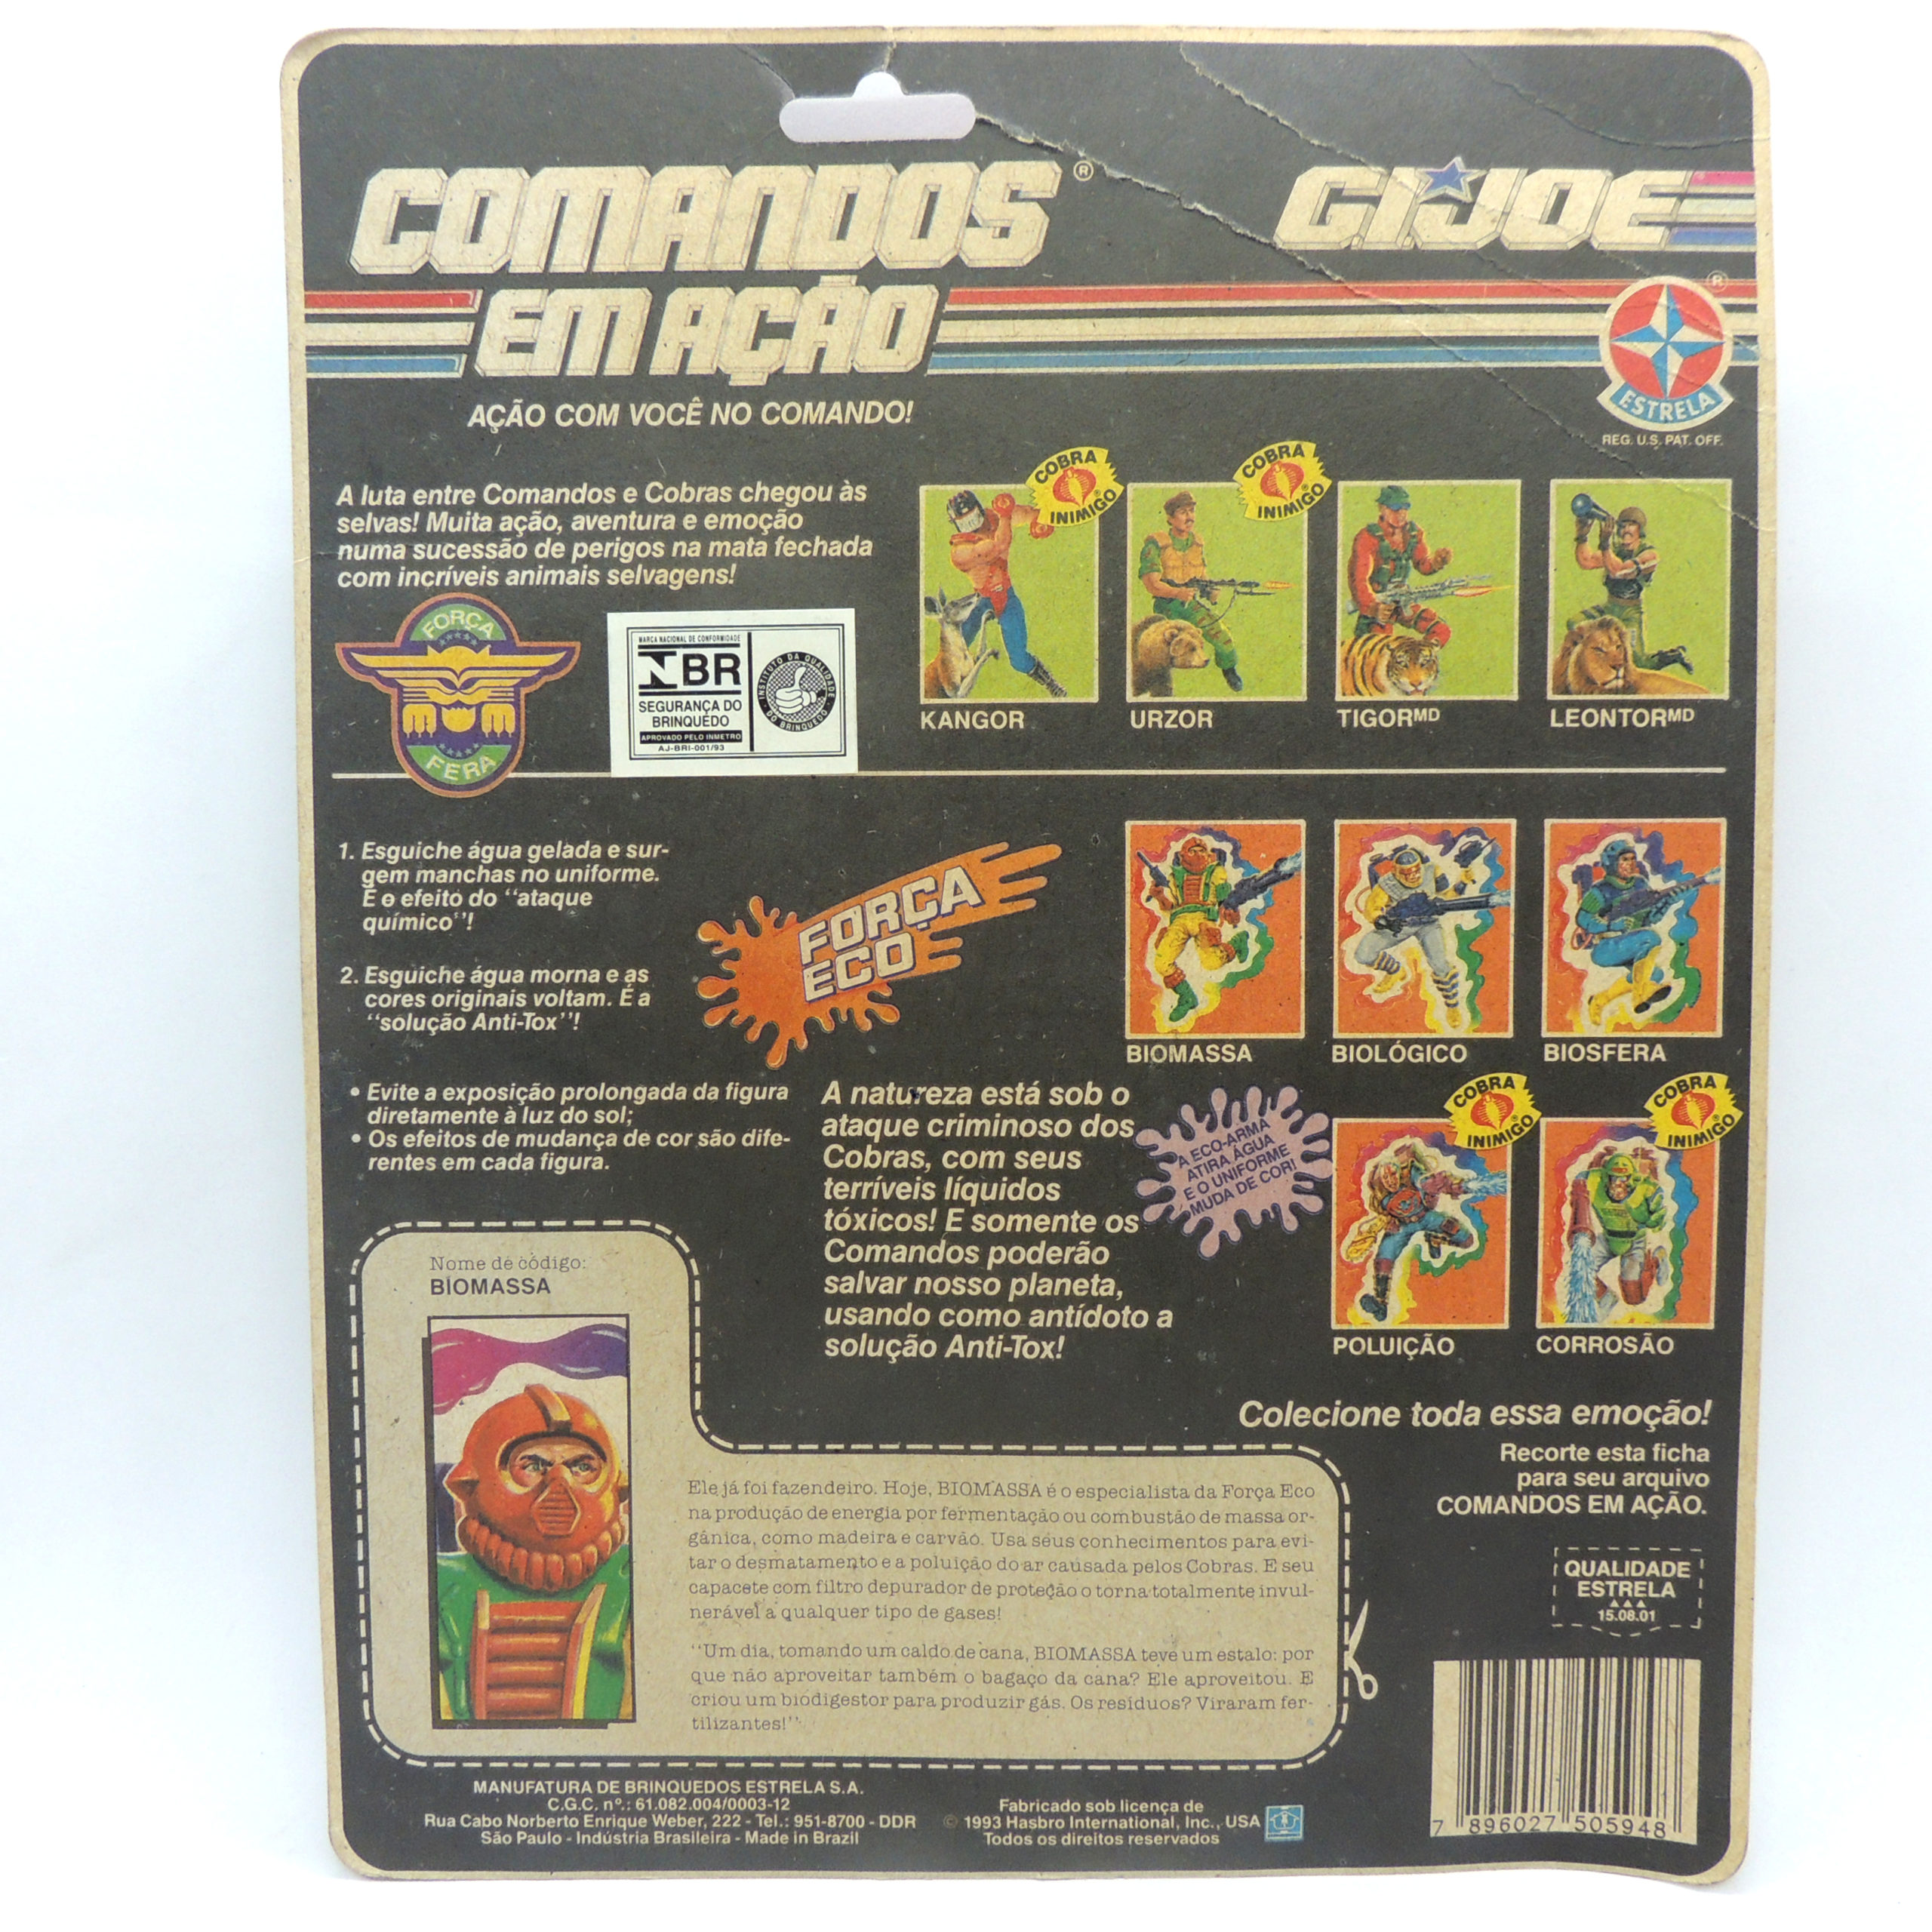 COMANDOS ®
EM AÇÃO
G.I. JOE
®
ESTRELA
REG. U.S. PAT. OFF.
AÇÃO COM VOCÊ NO COMANDO!
A luta entre Comandos e Cobras chegou às
selvas! Muita ação, aventura e emoção
numa sucessão de perigos na mata fechada
com incríveis animais selvagens!
FORÇA
FERA
MARCA NACIONAL DE CONFORMIDADE
NBR
SEGURANÇA DO
BRINQUEDO
APROVADO PELO INMETRO
AJ-BRI-001/93
INSTITUTO DA QUALIDADE
DO BRINQUEDO
COBRA
INIMIGO
COBRA
INIMIGO
KANGOR
URZOR
TIGORMD
LEONTORMD
1. Esguiche água gelada e sur-
gem manchas no uniforme.
É o efeito do "ataque
químico"!
2. Esguiche água morna e as
cores originais voltam. É a
"solução Anti-Tox"!
• Evite a exposição prolongada da figura
diretamente à luz do sol;
• Os efeitos de mudança de cor são dife-
rentes em cada figura.
FORÇA
ECO
BIOMASSA
BIOLÓGICO
BIOSFERA
A natureza está sob o
ataque criminoso dos
Cobras, com seus
terríveis líquidos
tóxicos! E somente os
Comandos poderão
salvar nosso planeta,
usando como antídoto a
solução Anti-Tox!
A ECO-ARMA
ATIRA ÁGUA
E O UNIFORME
MUDA DE COR!
COBRA
INIMIGO
COBRA
INIMIGO
POLUIÇÃO
CORROSÃO
Colecione toda essa emoção!
Recorte esta ficha
para seu arquivo
COMANDOS EM AÇÃO.
Nome de código:
BIOMASSA
Ele já foi fazendeiro. Hoje, BIOMASSA é o especialista da Força Eco
na produção de energia por fermentação ou combustão de massa or-
gânica, como madeira e carvão. Usa seus conhecimentos para evi-
tar o desmatamento e a poluição do ar causada pelos Cobras. E seu
capacete com filtro depurador de proteção o torna totalmente invul-
nerável a qualquer tipo de gases!
"Um dia, tomando um caldo de cana, BIOMASSA teve um estalo: por
que não aproveitar também o bagaço da cana? Ele aproveitou. E
criou um biodigestor para produzir gás. Os resíduos? Viraram fer-
tilizantes!"
QUALIDADE
ESTRELA
15.08.01
MANUFATURA DE BRINQUEDOS ESTRELA S.A.
C.G.C. nº.: 61.082.004/0003-12
Rua Cabo Norberto Enrique Weber, 222 - Tel.: 951-8700 - DDR
São Paulo - Indústria Brasileira - Made in Brazil
Fabricado sob licença de
© 1993 Hasbro International, Inc., USA
Todos os direitos reservados
7 896027 505948